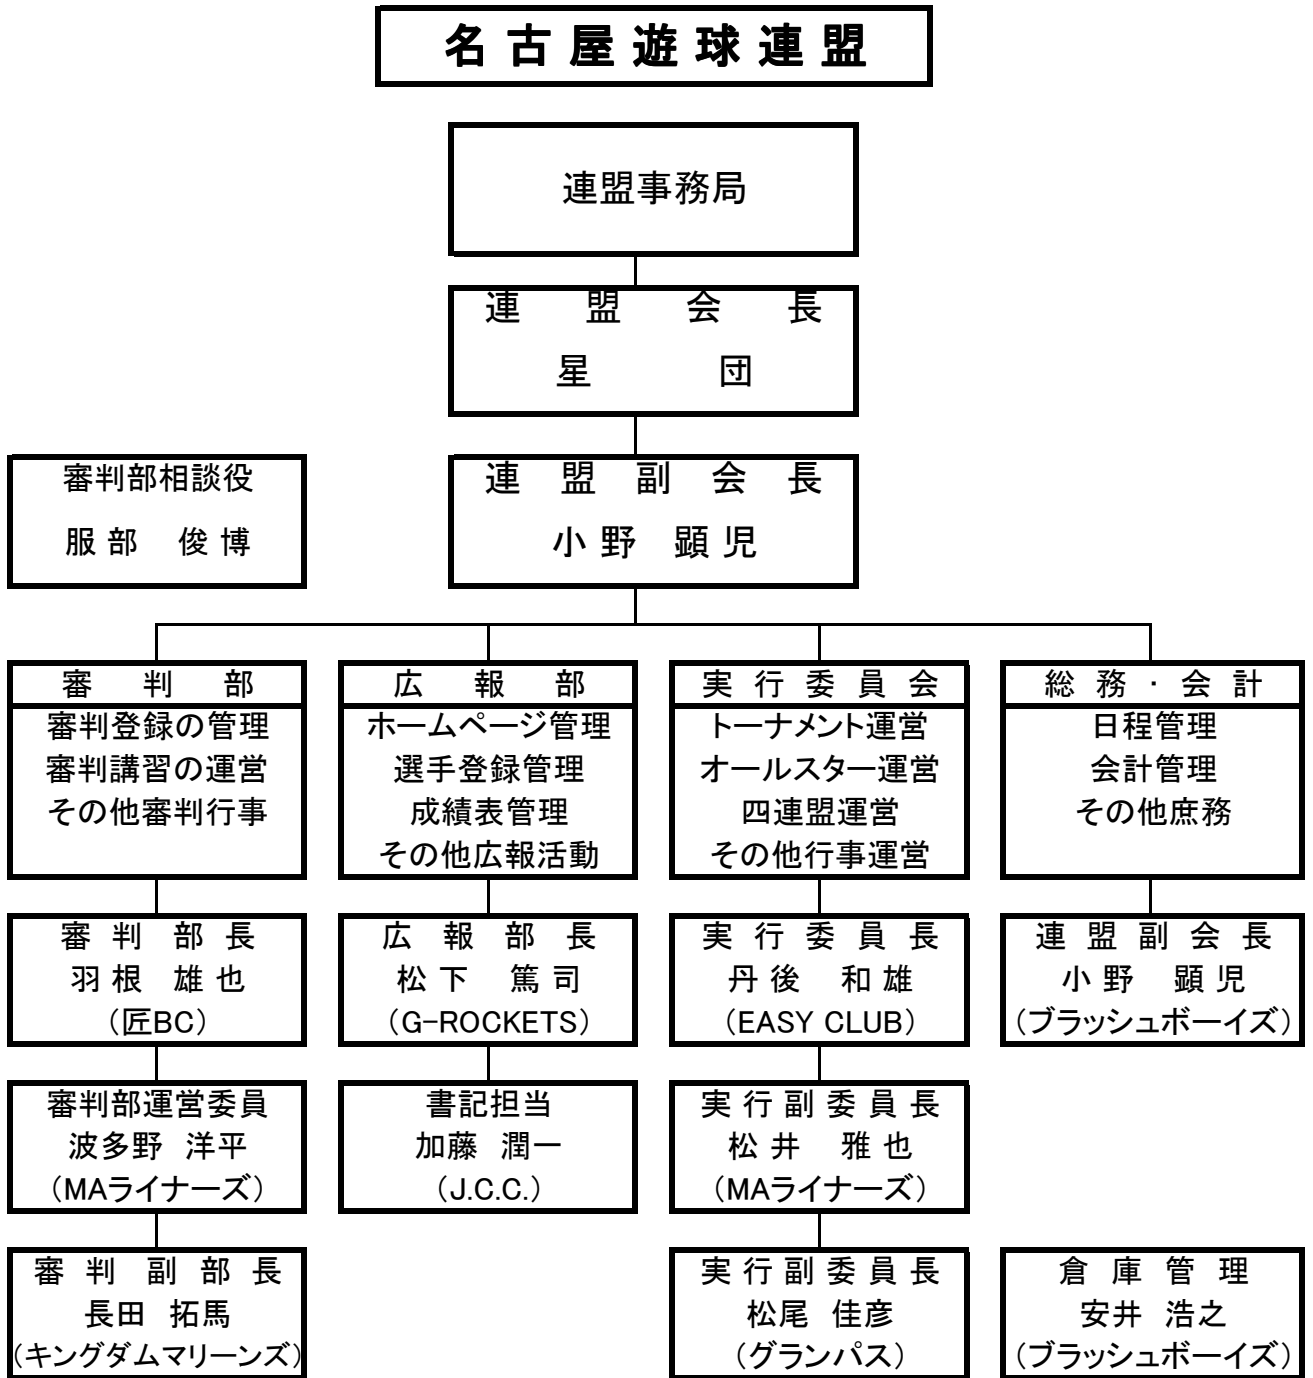 名古屋遊球連盟
連盟事務局
連盟会長
星　団
審判部相談役
服部　俊博
連盟副会長
小野　顕児
審判部
審判登録の管理
審判講習の運営
その他審判行事
広報部
ホームページ管理
選手登録管理
成績表管理
その他広報活動
実行委員会
トーナメント運営
オールスター運営
四連盟運営
その他行事運営
総務・会計
日程管理
会計管理
その他庶務
審判部長
羽根　雄也
（匠BC）
広報部長
松下　篤司
（G-ROCKETS）
実行委員長
丹後　和雄
（EASY CLUB）
連盟副会長
小野　顕児
（ブラッシュボーイズ）
審判部運営委員
波多野　洋平
（MAライナーズ）
書記担当
加藤　潤一
（J.C.C.）
実行副委員長
松井　雅也
（MAライナーズ）
審判副部長
長田　拓馬
（キングダムマリーンズ）
実行副委員長
松尾　佳彦
（グランパス）
倉庫管理
安井　浩之
（ブラッシュボーイズ）